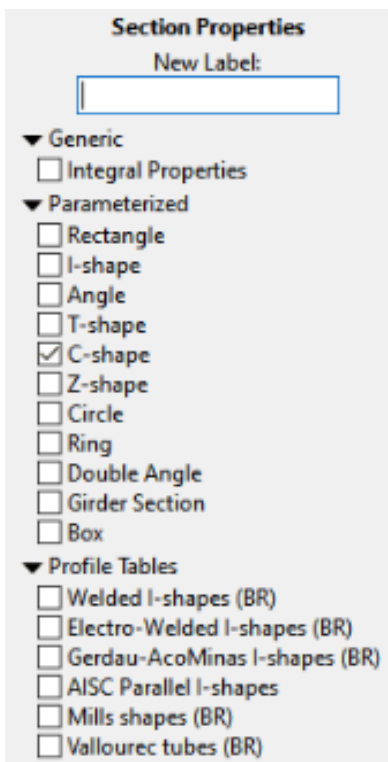 Section Properties
New Label:
Generic
Integral Properties
Parameterized
Rectangle
I-shape
Angle
T-shape
C-shape
Z-shape
Circle
Ring
Double Angle
Girder Section
Box
Profile Tables
Welded I-shapes (BR)
Electro-Welded I-shapes (BR)
Gerdau-AcoMinas I-shapes (BR)
AISC Parallel I-shapes
Mills shapes (BR)
Vallourec tubes (BR)